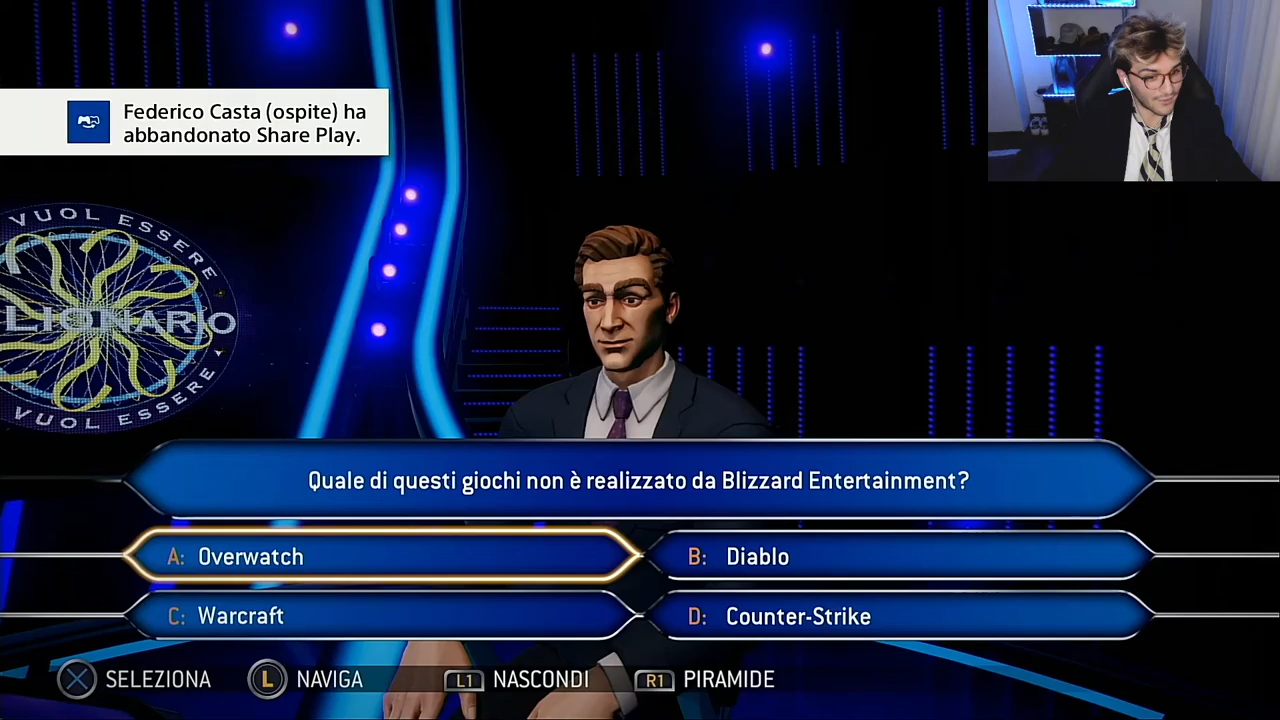 Federico Casta (ospite) ha
abbandonato Share Play.
VUOL ESSERE
LIONARIO
VUOL ESSERE
Quale di questi giochi non è realizzato da Blizzard Entertainment?
A: Overwatch
B: Diablo
C: Warcraft
D: Counter-Strike
SELEZIONA
L NAVIGA
L1 NASCONDI
R1 PIRAMIDE